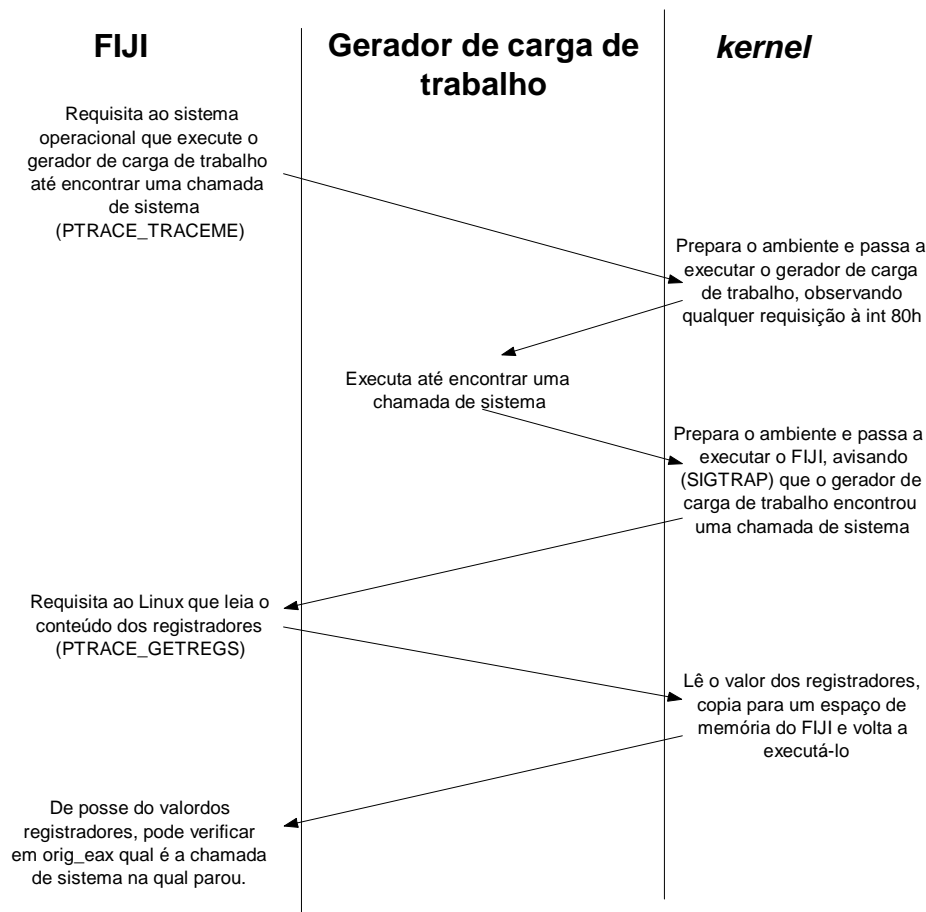 FIJI
Gerador de carga de
trabalho
kernel
Requisita ao sistema
operacional que execute o
gerador de carga de trabalho
até encontrar uma chamada
de sistema
(PTRACE_TRACEME)
Prepara o ambiente e passa a
executar o gerador de carga
de trabalho, observando
qualquer requisição à int 80h
Executa até encontrar uma
chamada de sistema
Prepara o ambiente e passa a
executar o FIJI, avisando
(SIGTRAP) que o gerador de
carga de trabalho encontrou
uma chamada de sistema
Requisita ao Linux que leia o
conteúdo dos registradores
(PTRACE_GETREGS)
Lê o valor dos registradores,
copia para um espaço de
memória do FIJI e volta a
executá-lo
De posse do valordos
registradores, pode verificar
em orig_eax qual é a chamada
de sistema na qual parou.